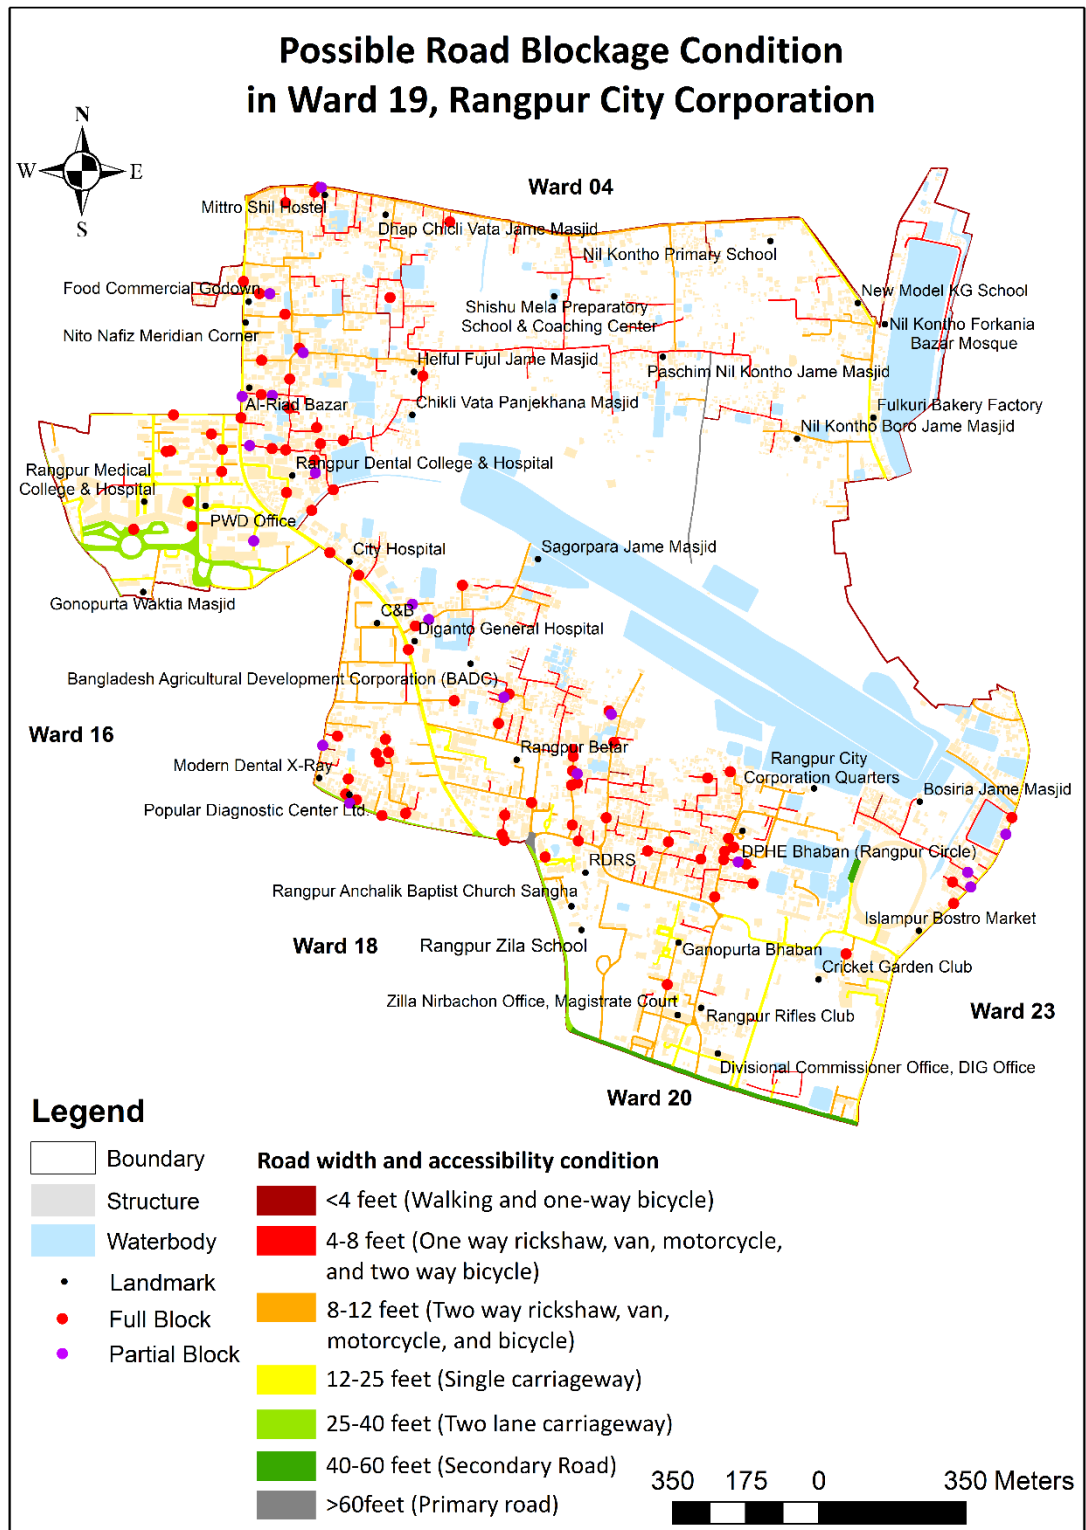 Possible Road Blockage Condition
in Ward 19, Rangpur City Corporation
N
W
E
S
Ward 04
Mittro Shil Hostel
Dhap Chicli Vata Jame Masjid
Nil Kontho Primary School
Food Commercial Godown
New Model KG School
Shishu Mela Preparatory
School & Coaching Center
Nito Nafiz Meridian Corner
Nil Kontho Forkania
Bazar Mosque
Helful Fujul Jame Masjid
Paschim Nil Kontho Jame Masjid
Al-Riad Bazar
Chikli Vata Panjekhana Masjid
Fulkuri Bakery Factory
Nil Kontho Boro Jame Masjid
Rangpur Medical
College & Hospital
Rangpur Dental College & Hospital
PWD Office
City Hospital
Sagorpara Jame Masjid
Gonopurta Waktia Masjid
C&B
Diganto General Hospital
Bangladesh Agricultural Development Corporation (BADC)
Ward 16
Rangpur Betar
Modern Dental X-Ray
Rangpur City
Corporation Quarters
Bosiria Jame Masjid
Popular Diagnostic Center Ltd.
DPHE Bhaban (Rangpur Circle)
RDRS
Rangpur Anchalik Baptist Church Sangha
Islampur Bostro Market
Ward 18
Rangpur Zila School
Ganopurta Bhaban
Cricket Garden Club
Zilla Nirbachon Office, Magistrate Court
Rangpur Rifles Club
Ward 23
Divisional Commissioner Office, DIG Office
Ward 20
Legend
Boundary
Structure
Waterbody
Landmark
Full Block
Partial Block
Road width and accessibility condition
<4 feet (Walking and one-way bicycle)
4-8 feet (One way rickshaw, van, motorcycle,
and two way bicycle)
8-12 feet (Two way rickshaw, van,
motorcycle, and bicycle)
12-25 feet (Single carriageway)
25-40 feet (Two lane carriageway)
40-60 feet (Secondary Road)
>60feet (Primary road)
350 175 0 350 Meters